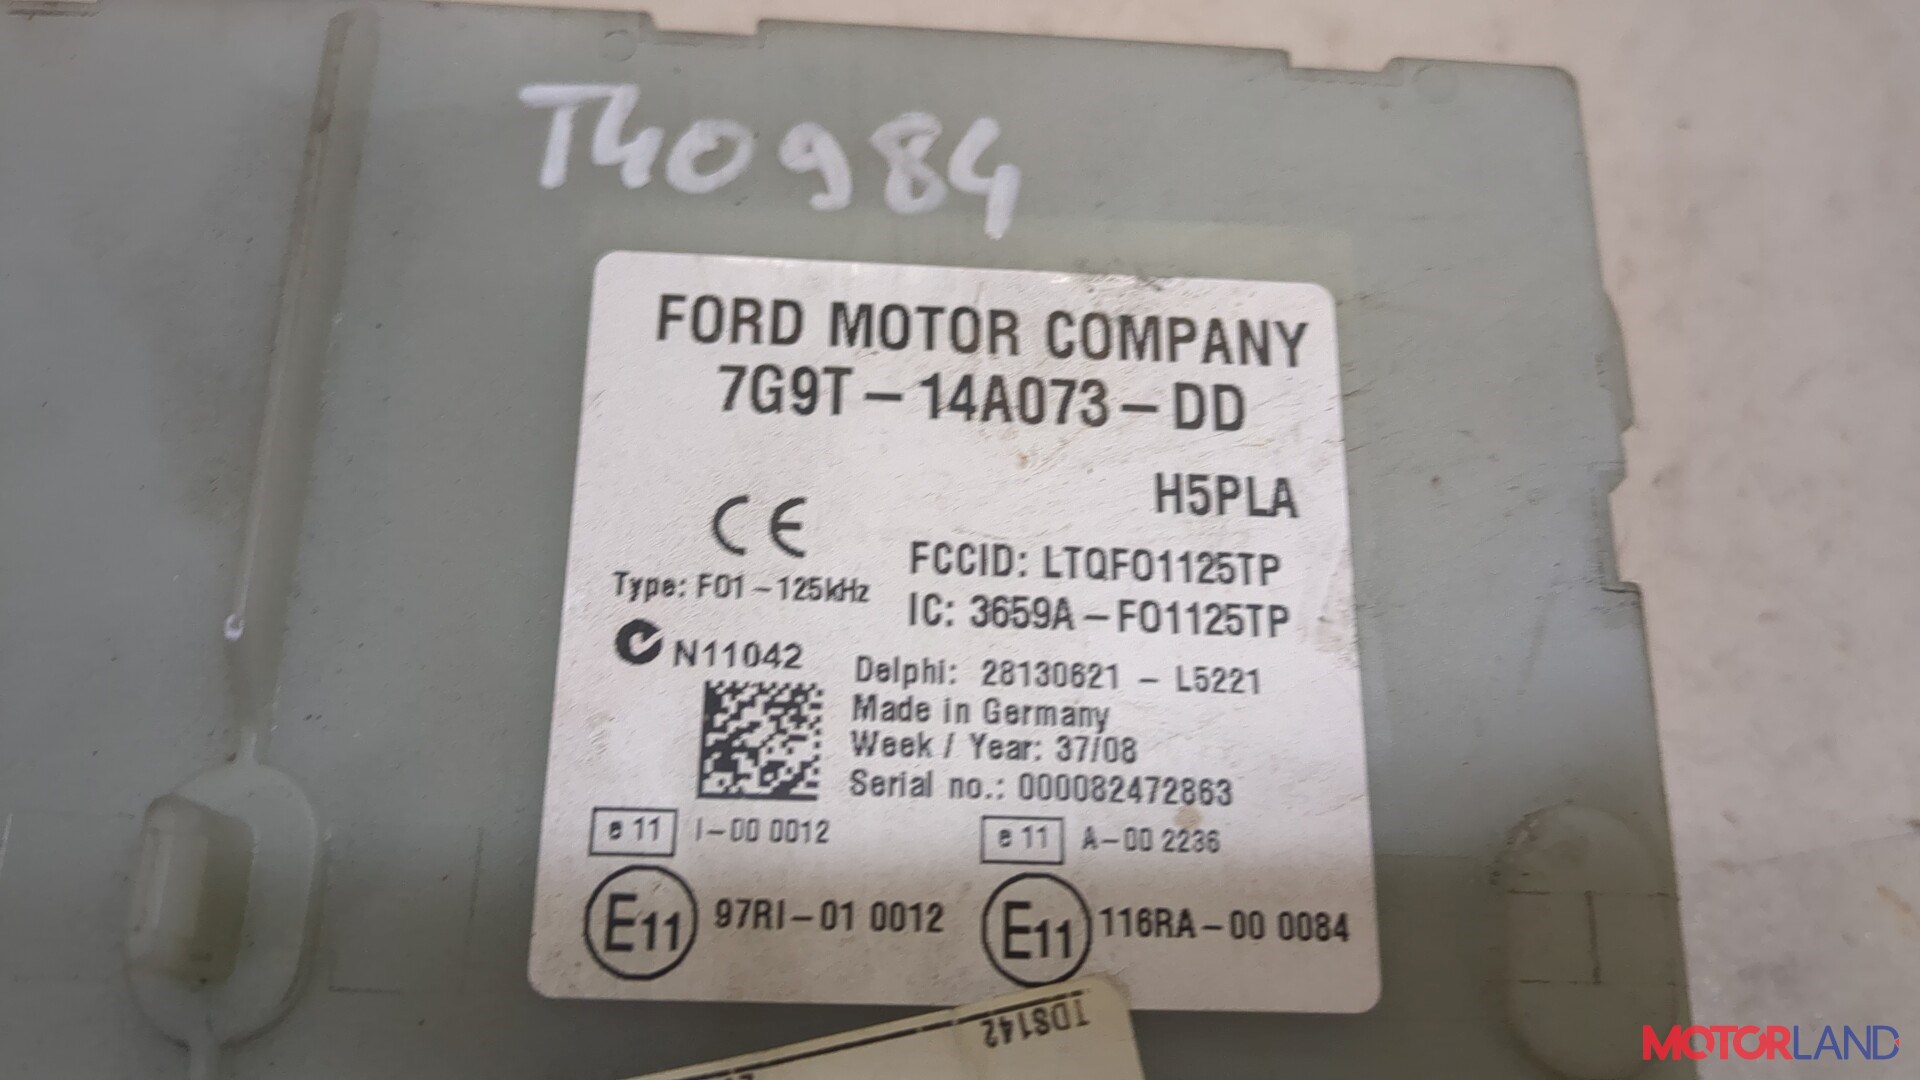 T40984
FORD MOTOR COMPANY
7G9T-14A073-DD
H5PLA
CE
FCCID: LTQFO1125TP
Type: F01-125kHz
IC: 3659A-FO1125TP
N11042
Delphi: 28130621 - L5221
Made in Germany
Week / Year: 37/08
Serial no.: 000082472863
e 11 I-00 0012
e 11 A-00 2236
E11 97RI-01 0012
E11 116RA-00 0084
TDS142
MOTORLAND